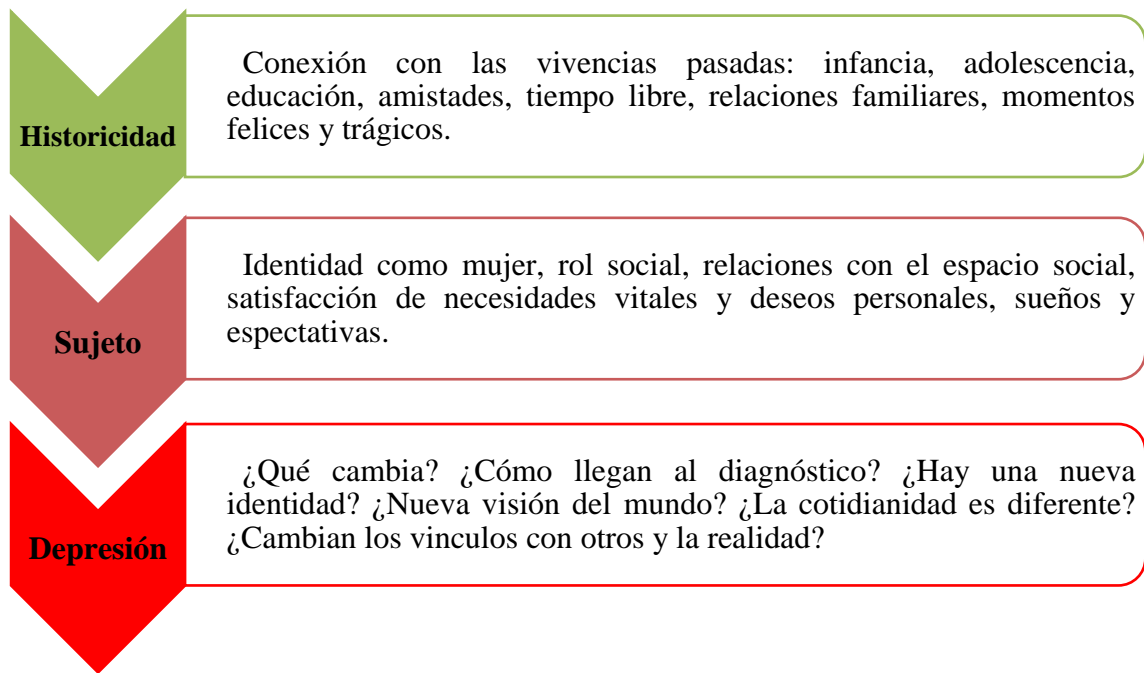 Historicidad
Conexión con las vivencias pasadas: infancia, adolescencia,
educación, amistades, tiempo libre, relaciones familiares, momentos
felices y trágicos.
Sujeto
Identidad como mujer, rol social, relaciones con el espacio social,
satisfacción de necesidades vitales y deseos personales, sueños y
espectativas.
Depresión
¿Qué cambia? ¿Cómo llegan al diagnóstico? ¿Hay una nueva
identidad? ¿Nueva visión del mundo? ¿La cotidianidad es diferente?
¿Cambian los vinculos con otros y la realidad?